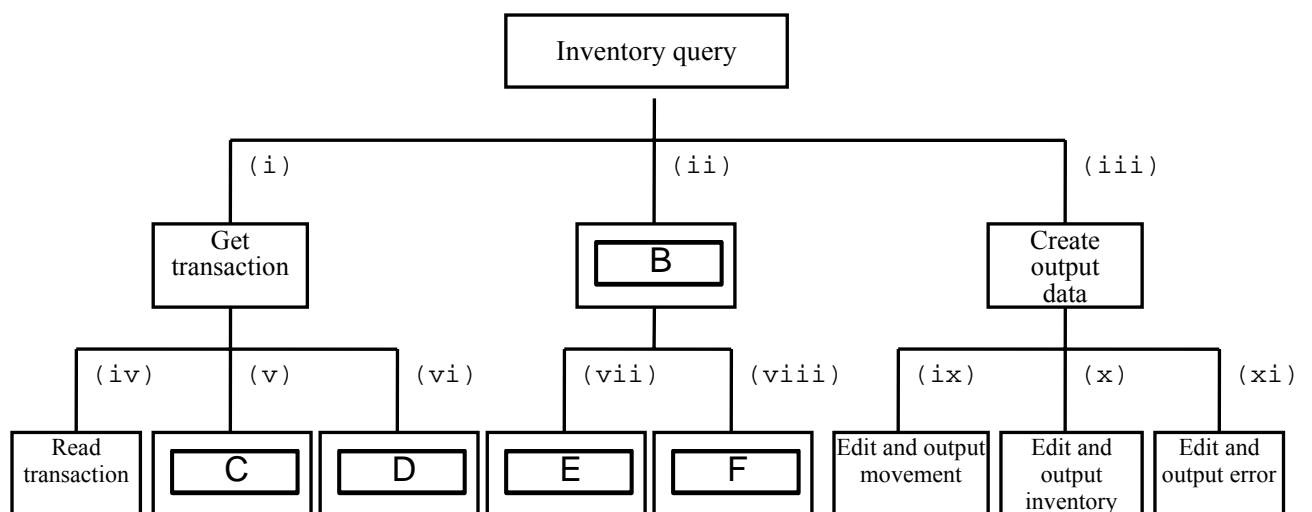 Inventory query
(i)
(ii)
(iii)
Get
transaction
B
Create
output
data
(iv)
(v)
(vi)
(vii)
(viii)
(ix)
(x)
(xi)
Read
transaction
C
D
E
F
Edit and output
movement
Edit and
output
inventory
Edit and
output error